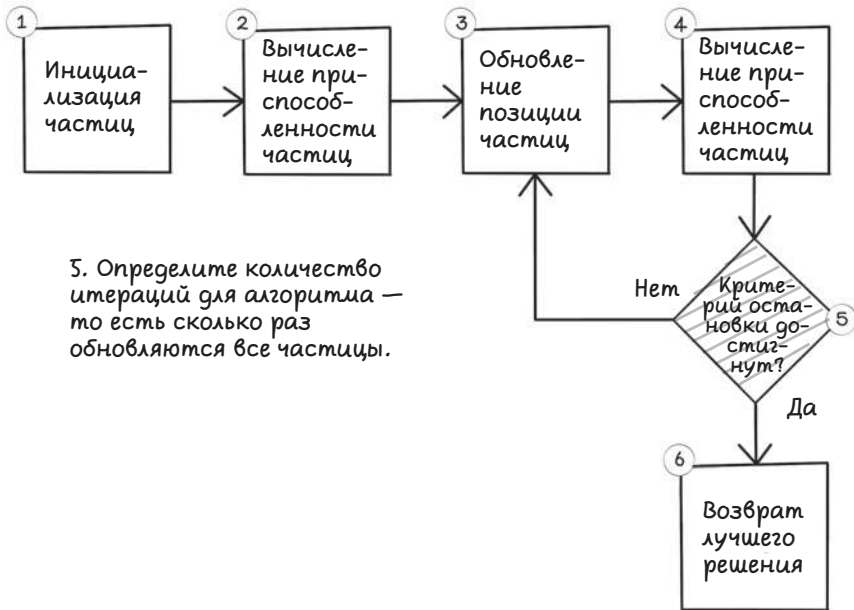 1
Инициа-
лизация
частиц
2
Вычисле-
ние при-
способ-
ленности
частиц
3
Обновле-
ние
позиции
частиц
4
Вычисле-
ние при-
способ-
ленности
частиц
5. Определите количество
итераций для алгоритма —
то есть сколько раз
обновляются все частицы.
Нет
Крите-
рий оста-
новки до-
стиг-
нут?
5
Да
6
Возврат
лучшего
решения